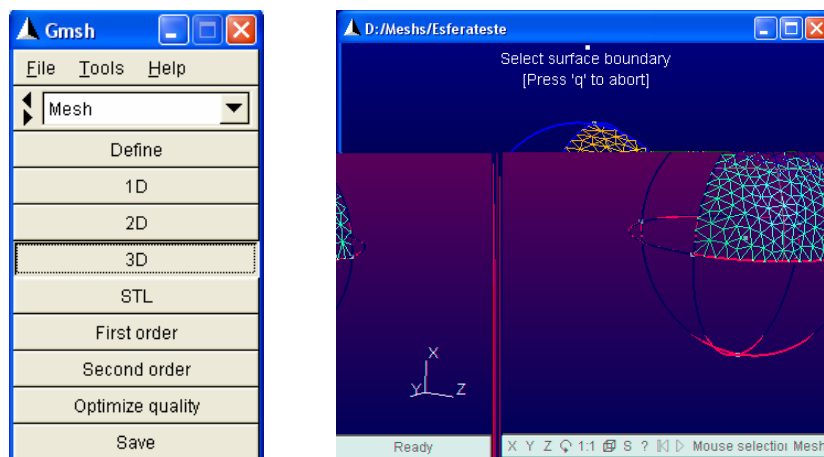 Gmsh
File Tools Help
Mesh
Define
1D
2D
3D
STL
First order
Second order
Optimize quality
Save
D:/Meshs/Esferateste
Select surface boundary
[Press 'q' to abort]
X
Y Z
Ready
X Y Z 1:1 S ? Mouse selection Mesh